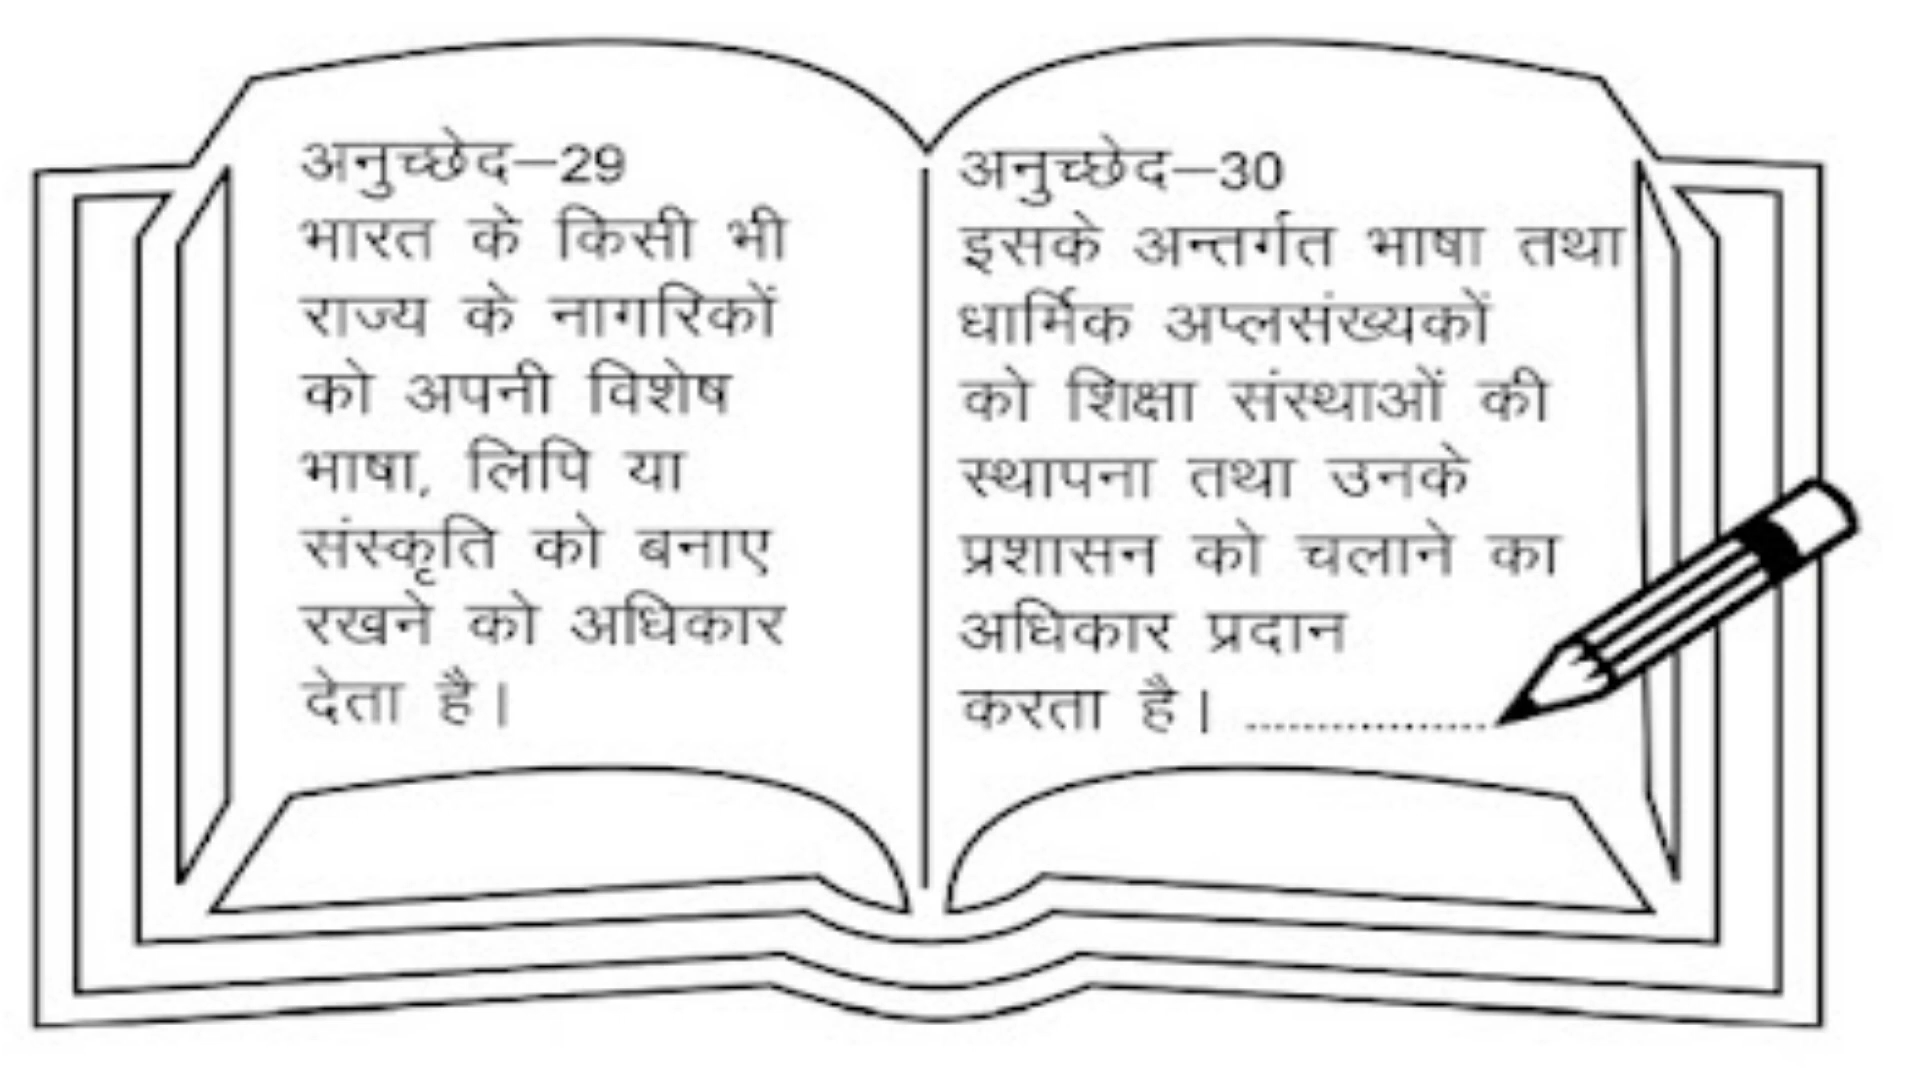 अनुच्छेद–29
भारत के किसी भी
राज्य के नागरिकों
को अपनी विशेष
भाषा, लिपि या
संस्कृति को बनाए
रखने को अधिकार
देता है।
अनुच्छेद–30
इसके अन्तर्गत भाषा तथा
धार्मिक अप्लसंख्यकों
को शिक्षा संस्थाओं की
स्थापना तथा उनके
प्रशासन को चलाने का
अधिकार प्रदान
करता है। .................